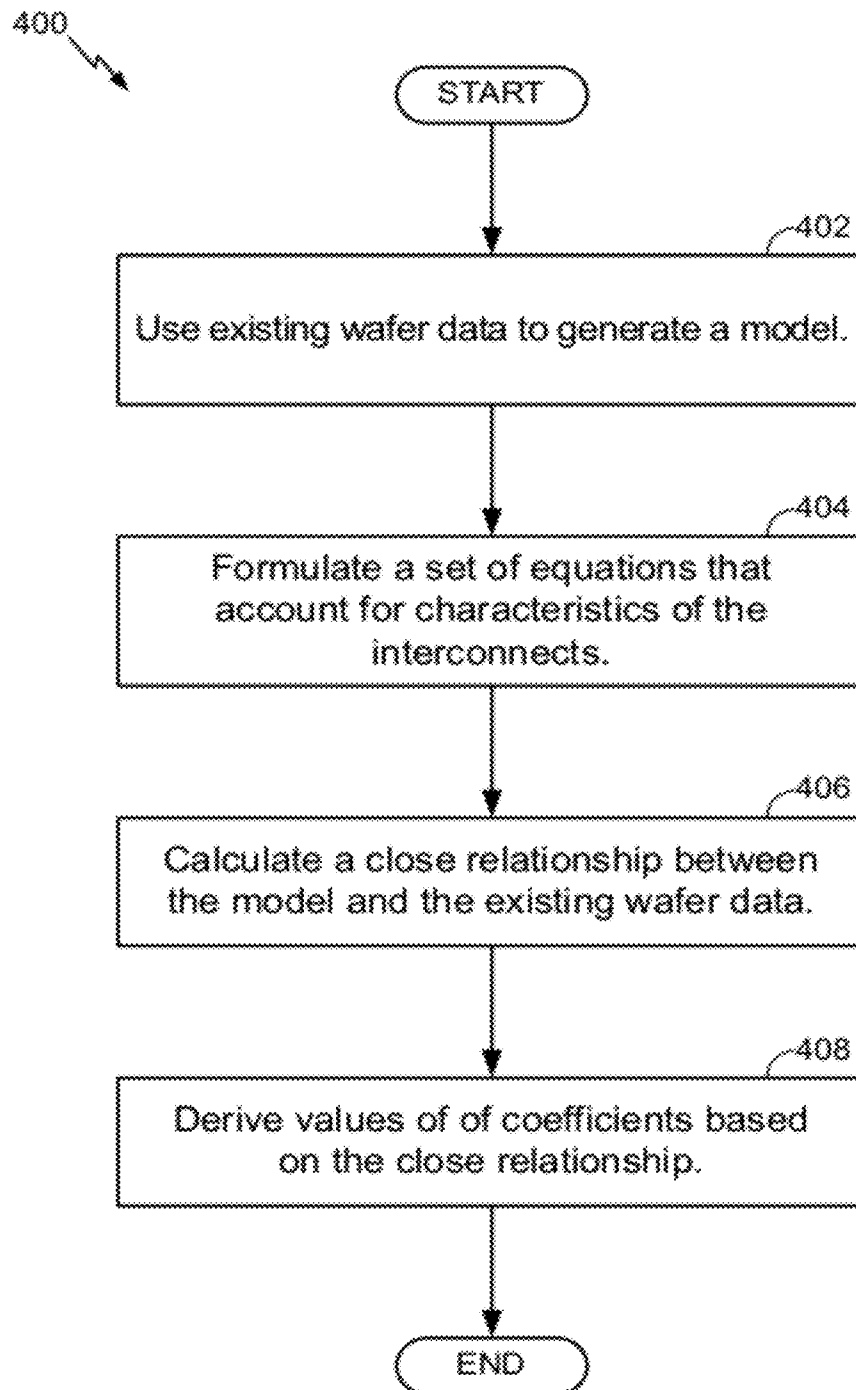 400
START
402
Use existing wafer data to generate a model.
404
Formulate a set of equations that
account for characteristics of the
interconnects.
406
Calculate a close relationship between
the model and the existing wafer data.
408
Derive values of of coefficients based
on the close relationship.
END